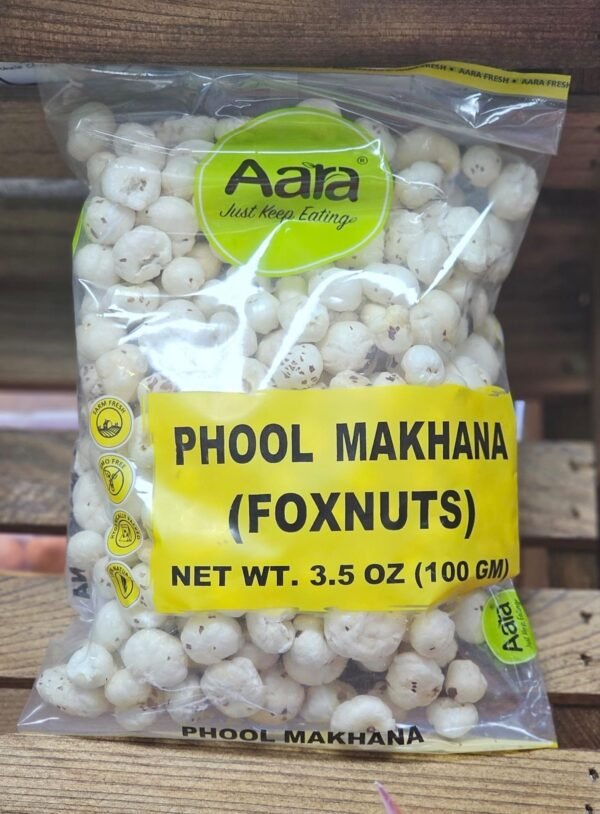 AARA FRESH • AARA FRESH
Aara®
Just Keep Eating
FARM FRESH
PHOOL MAKHANA
(FOXNUTS)
NET WT. 3.5 OZ (100 GM)
Aara
PHOOL MAKHANA